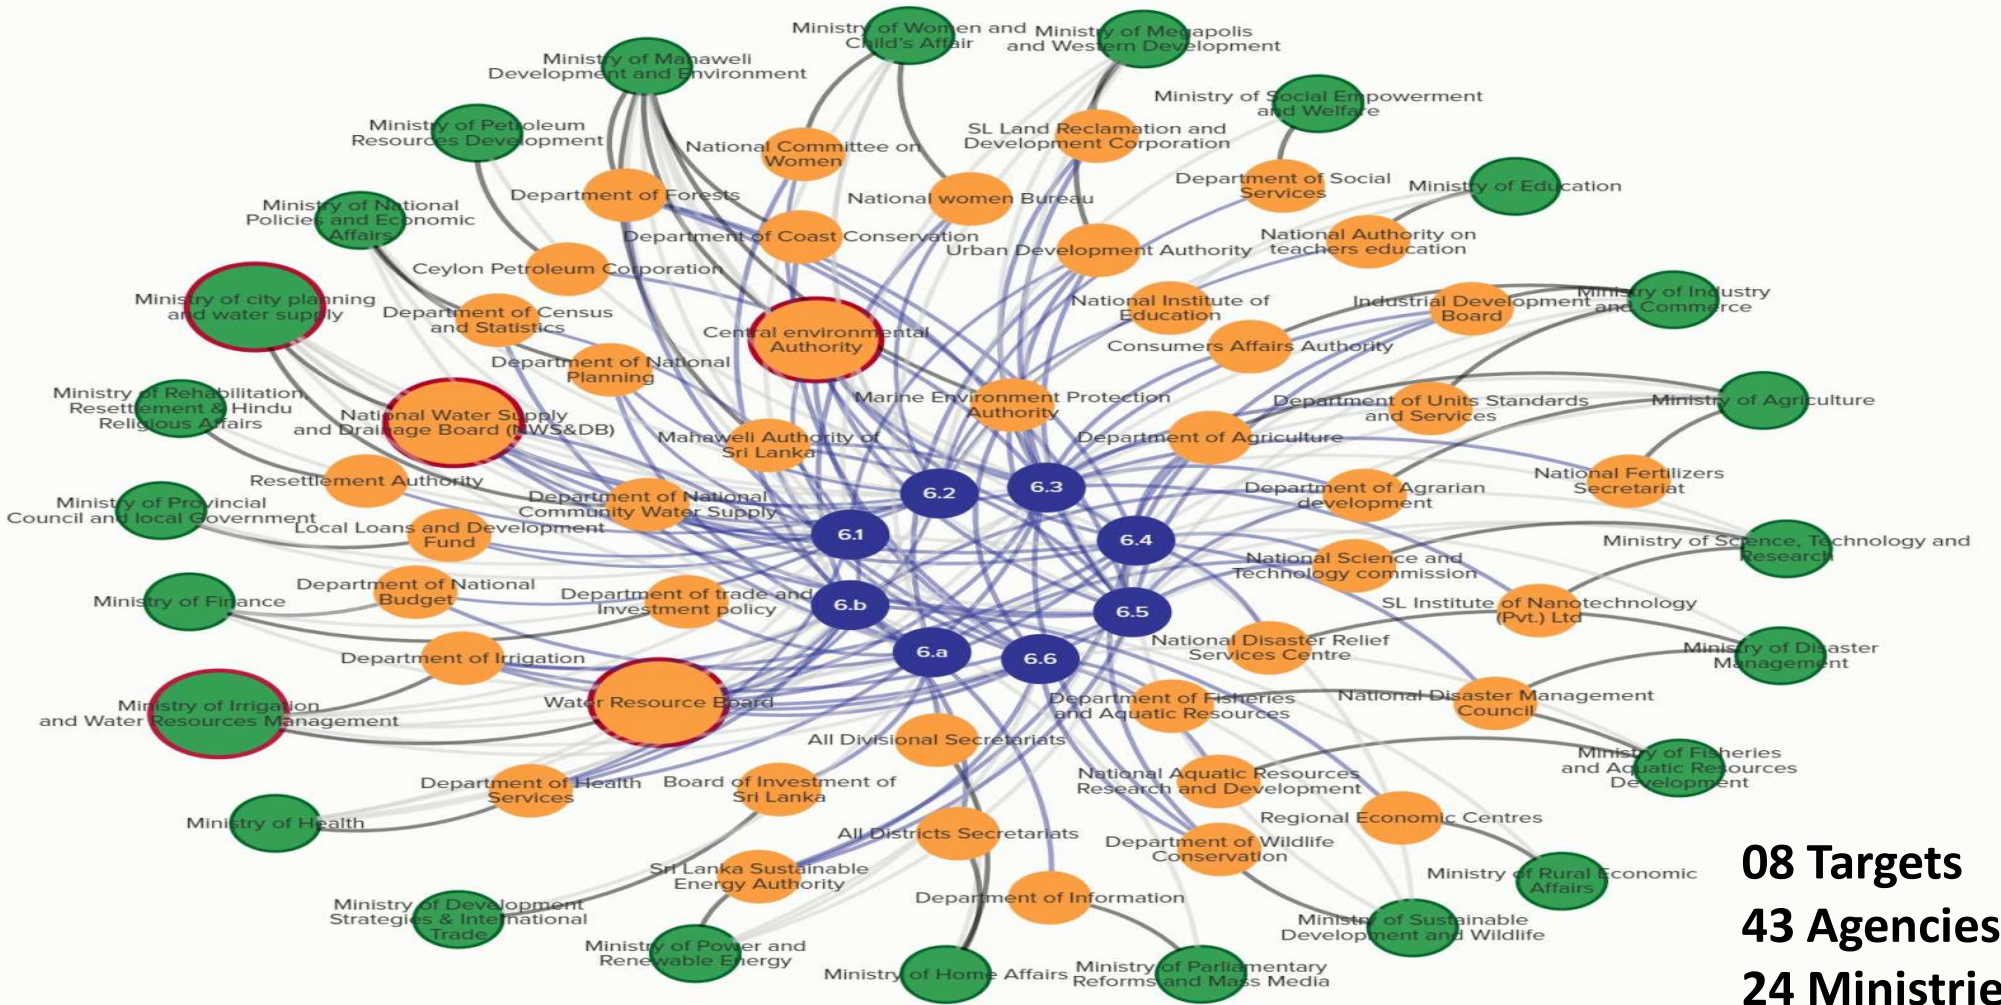 Ministry of Women and
Child's Affair
Ministry of Megapolis
and Western Development
Ministry of Mahaweli
Development and Environment
Ministry of Social Empowerment
and Welfare
Ministry of Petroleum
Resources Development
SL Land Reclamation and
Development Corporation
National Committee on
Women
Department of Social
Services
Ministry of Education
Department of Forests
National women Bureau
Ministry of National
Policies and Economic
Affairs
Department of Coast Conservation
Urban Development Authority
National Authority on
teachers education
Ceylon Petroleum Corporation
Ministry of city planning
and water supply
Department of Census
and Statistics
Central environmental
Authority
National Institute of
Education
Industrial Development
Board
Ministry of Industry
and Commerce
Consumers Affairs Authority
Department of National
Planning
Ministry of Rehabilitation,
Resettlement & Hindu
Religious Affairs
National Water Supply
and Drainage Board (NWS&DB)
Marine Environment Protection
Authority
Department of Units Standards
and Services
Ministry of Agriculture
Mahaweli Authority of
Sri Lanka
Department of Agriculture
Resettlement Authority
National Fertilizers
Secretariat
Department of National
Community Water Supply
6.2
6.3
Department of Agrarian
development
Ministry of Provincial
Council and local Government
Local Loans and Development
Fund
6.1
6.4
Ministry of Science, Technology and
Research
National Science and
Technology commission
Ministry of Finance
Department of National
Budget
Department of trade and
Investment policy
6.b
6.5
SL Institute of Nanotechnology
(Pvt.) Ltd
6.a
6.6
National Disaster Relief
Services Centre
Ministry of Disaster
Management
Department of Irrigation
Ministry of Irrigation
and Water Resources Management
Water Resource Board
Department of Fisheries
and Aquatic Resources
National Disaster Management
Council
All Divisional Secretariats
Ministry of Fisheries
and Aquatic Resources
Development
Department of Health
Services
Board of Investment of
Sri Lanka
National Aquatic Resources
Research and Development
Ministry of Health
All Districts Secretariats
Regional Economic Centres
Department of Wildlife
Conservation
Sri Lanka Sustainable
Energy Authority
Ministry of Rural Economic
Affairs
Department of Information
Ministry of Development
Strategies & International
Trade
Ministry of Sustainable
Development and Wildlife
Ministry of Power and
Renewable Energy
Ministry of Home Affairs
Ministry of Parliamentary
Reforms and Mass Media
08 Targets
43 Agencies
24 Ministrie